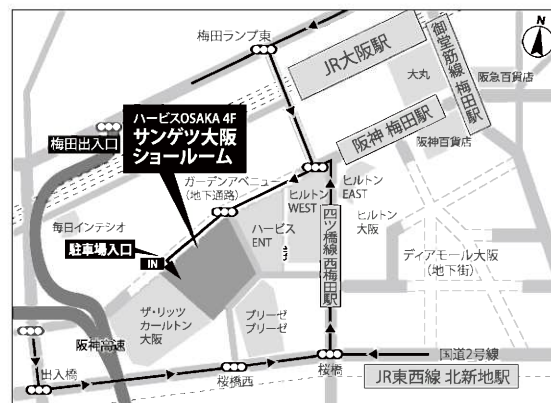 N
梅田ランプ東
JR大阪駅
御堂筋線 梅田駅
大丸
阪急百貨店
ハービスOSAKA 4F
サンゲツ大阪
ショールーム
梅田出入口
阪神 梅田駅
阪神百貨店
ガーデンアベニュー
(地下通路)
ヒルトン
WEST
ヒルトン
EAST
毎日インテシオ
ハービス
ENT
四ツ橋線 西梅田駅
ヒルトン
大阪
ディアモール大阪
(地下街)
駐車場入口
IN
ザ・リッツ
カールトン
大阪
ブリーゼ
ブリーゼ
阪神高速
出入橋
桜橋西
桜橋
国道2号線
JR東西線 北新地駅